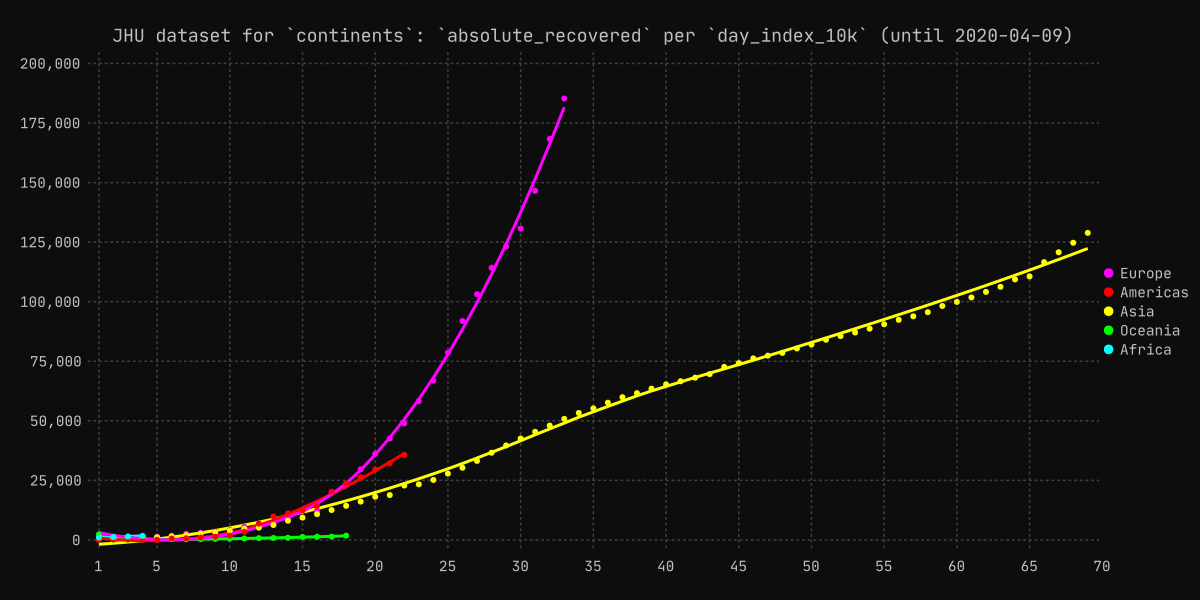 JHU dataset for `continents`: `absolute_recovered` per `day_index_10k` (until 2020-04-09)
200,000
175,000
150,000
125,000
100,000
75,000
50,000
25,000
0
1 5 10 15 20 25 30 35 40 45 50 55 60 65 70
Europe
Americas
Asia
Oceania
Africa